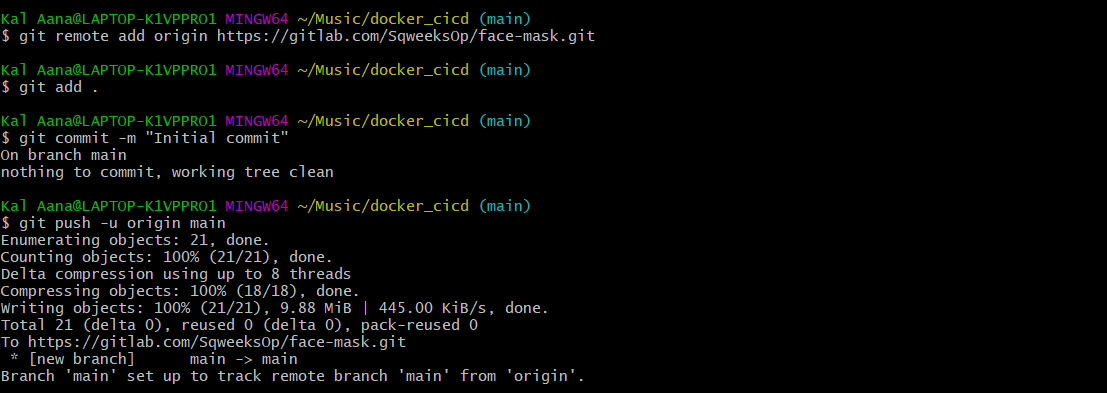 Kal Aana@LAPTOP-K1VPPRO1 MINGW64 ~/Music/docker_cicd (main)
$ git remote add origin https://gitlab.com/SqweeksOp/face-mask.git
Kal Aana@LAPTOP-K1VPPRO1 MINGW64 ~/Music/docker_cicd (main)
$ git add .
Kal Aana@LAPTOP-K1VPPRO1 MINGW64 ~/Music/docker_cicd (main)
$ git commit -m "Initial commit"
On branch main
nothing to commit, working tree clean
Kal Aana@LAPTOP-K1VPPRO1 MINGW64 ~/Music/docker_cicd (main)
$ git push -u origin main
Enumerating objects: 21, done.
Counting objects: 100% (21/21), done.
Delta compression using up to 8 threads
Compressing objects: 100% (18/18), done.
Writing objects: 100% (21/21), 9.88 MiB | 445.00 KiB/s, done.
Total 21 (delta 0), reused 0 (delta 0), pack-reused 0
To https://gitlab.com/SqweeksOp/face-mask.git
 * [new branch]      main -> main
Branch 'main' set up to track remote branch 'main' from 'origin'.